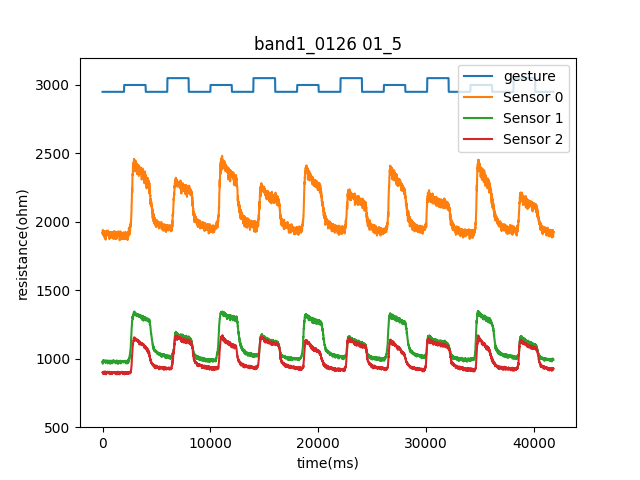 band1_0126 01_5
gesture
Sensor 0
Sensor 1
Sensor 2
3000
2500
2000
1500
1000
500
resistance(ohm)
0 10000 20000 30000 40000
time(ms)